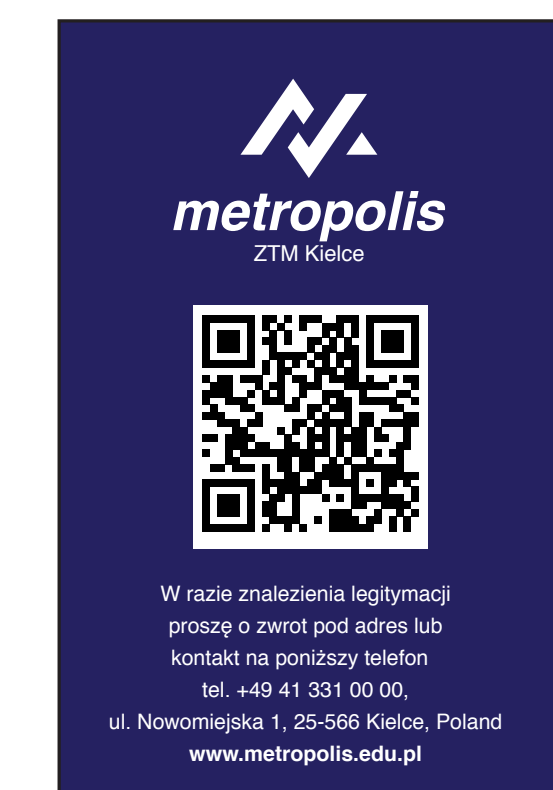 metropolis
ZTM Kielce
W razie znalezienia legitymacji
proszę o zwrot pod adres lub
kontakt na poniższy telefon
tel. +49 41 331 00 00,
ul. Nowomiejska 1, 25-566 Kielce, Poland
www.metropolis.edu.pl